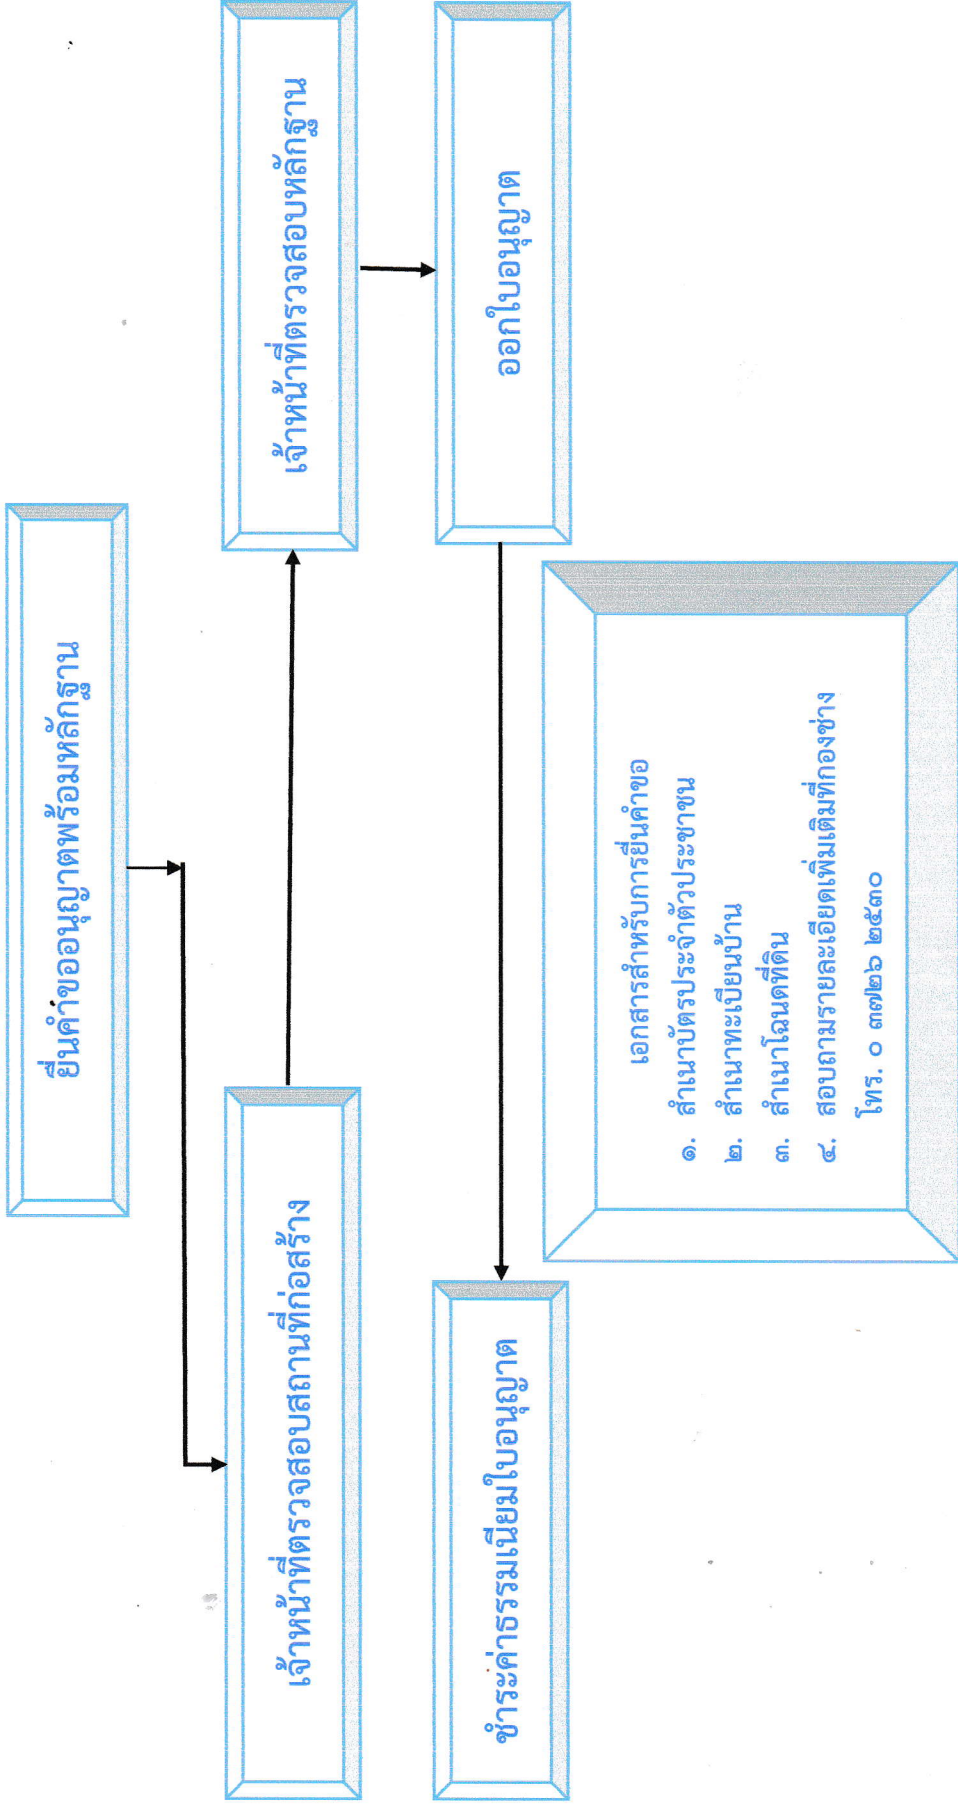 ยื่นคำขออนุญาตพร้อมหลักฐาน
เจ้าหน้าที่ตรวจสอบสถานที่ก่อสร้าง
เจ้าหน้าที่ตรวจสอบหลักฐาน
ออกใบอนุญาต
ชำระค่าธรรมเนียมใบอนุญาต
เอกสารสำหรับการยื่นคำขอ
๑. สำเนาบัตรประจำตัวประชาชน
๒. สำเนาทะเบียนบ้าน
๓. สำเนาโฉนดที่ดิน
๔. สอบถามรายละเอียดเพิ่มเติมที่กองช่าง
โทร. ๐ ๓๗๒๖ ๒๕๓๐